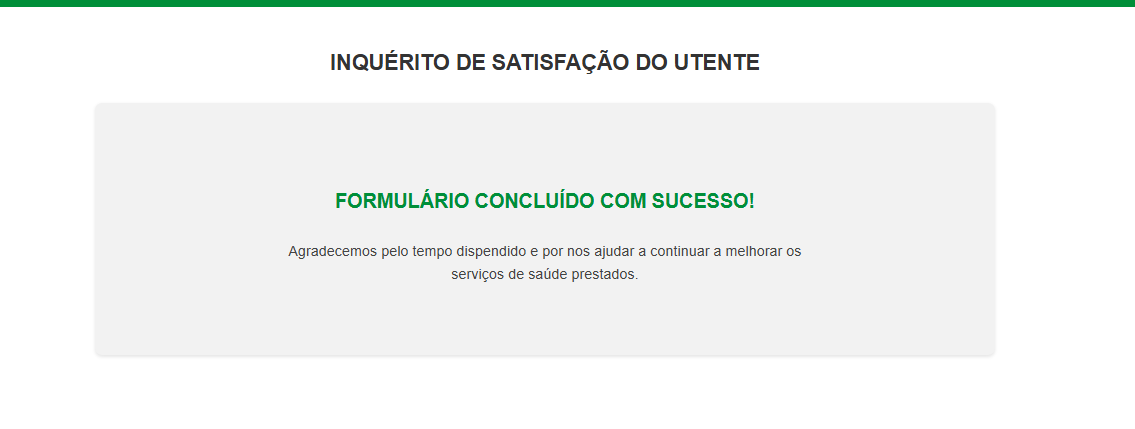 INQUÉRITO DE SATISFAÇÃO DO UTENTE
FORMULÁRIO CONCLUÍDO COM SUCESSO!
Agradecemos pelo tempo dispendido e por nos ajudar a continuar a melhorar os
serviços de saúde prestados.